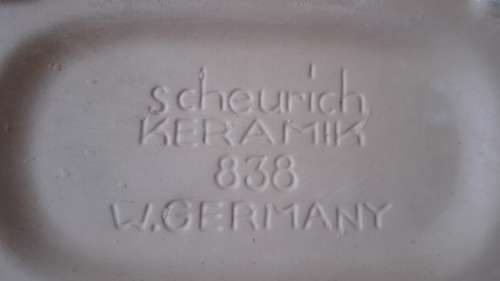 scheurich
KERAMIK
838
W.GERMANY